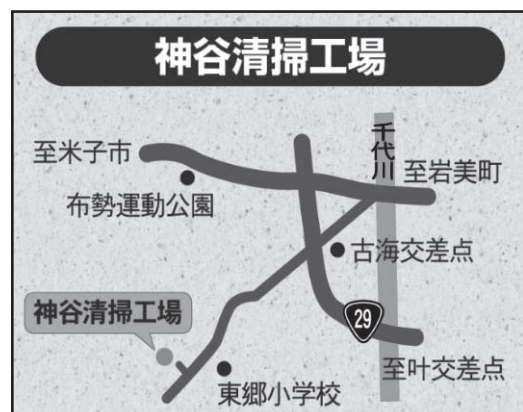 神谷清掃工場
千代川
至米子市
至岩美町
布勢運動公園
古海交差点
神谷清掃工場
29
至叶交差点
東郷小学校